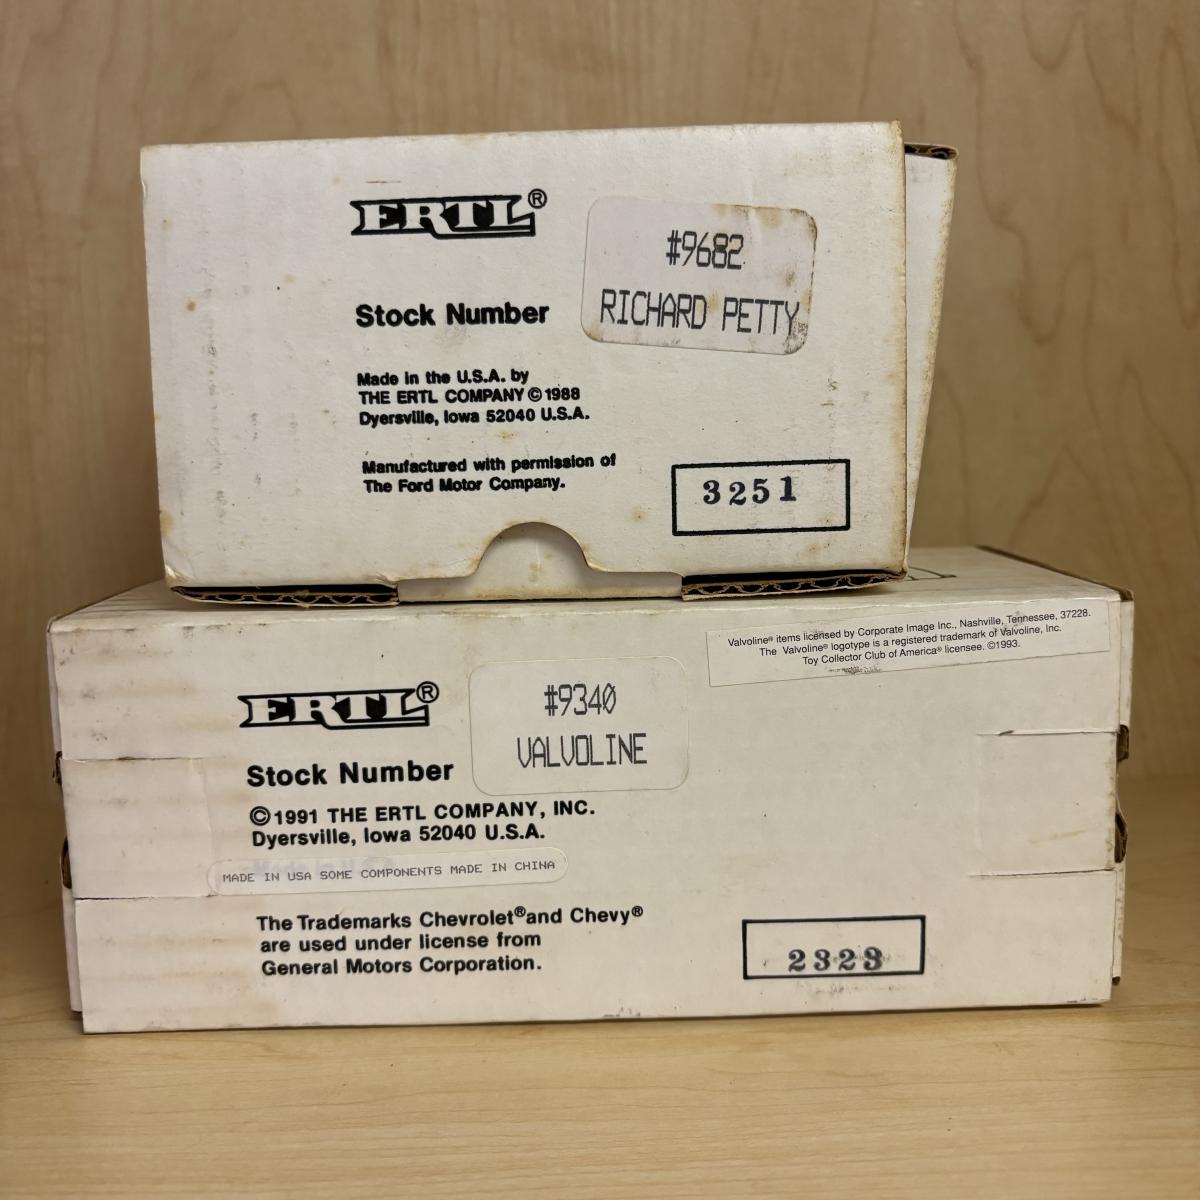 ERTL®
#9682
RICHARD PETTY
Stock Number
Made in the U.S.A. by
THE ERTL COMPANY © 1988
Dyersville, Iowa 52040 U.S.A.
Manufactured with permission of
The Ford Motor Company.
3251
Valvoline® items licensed by Corporate Image Inc., Nashville, Tennessee, 37228.
The Valvoline® logotype is a registered trademark of Valvoline, Inc.
Toy Collector Club of America® licensee. ©1993.
ERTL®
#9340
VALVOLINE
Stock Number
©1991 THE ERTL COMPANY, INC.
Dyersville, Iowa 52040 U.S.A.
MADE IN USA SOME COMPONENTS MADE IN CHINA
The Trademarks Chevrolet® and Chevy®
are used under license from
General Motors Corporation.
2323